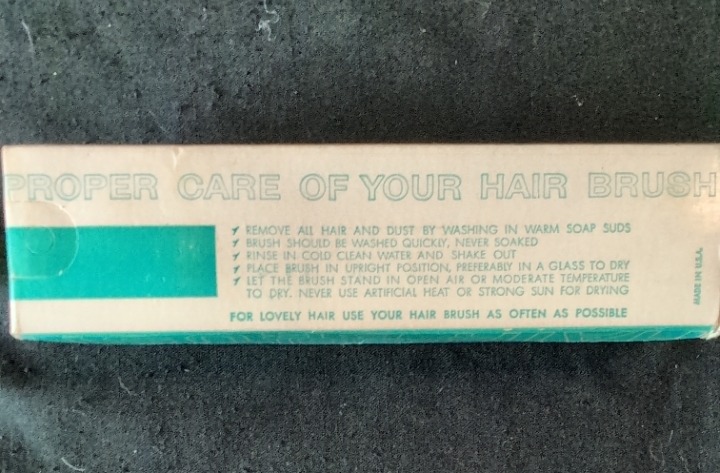 PROPER CARE OF YOUR HAIR BRUSH
✓ REMOVE ALL HAIR AND DUST BY WASHING IN WARM SOAP SUDS
✓ BRUSH SHOULD BE WASHED QUICKLY, NEVER SOAKED
✓ RINSE IN COLD CLEAN WATER AND SHAKE OUT
✓ PLACE BRUSH IN UPRIGHT POSITION, PREFERABLY IN A GLASS TO DRY
✓ LET THE BRUSH STAND IN OPEN AIR OR MODERATE TEMPERATURE
TO DRY. NEVER USE ARTIFICIAL HEAT OR STRONG SUN FOR DRYING
FOR LOVELY HAIR USE YOUR HAIR BRUSH AS OFTEN AS POSSIBLE
MADE IN U.S.A.